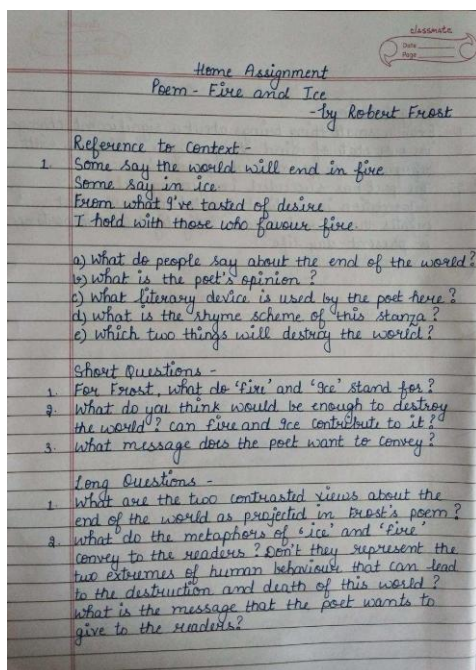 classmate
Date
Page
Home Assignment
Poem - Fire and Ice
-by Robert Frost
Reference to Context -
1. Some say the world will end in fire
Some say in ice.
From what I've tasted of desire
I hold with those who favour fire.
a) What do people say about the end of the world?
b) What is the poet's opinion?
c) What literary device is used by the poet here?
d) What is the rhyme scheme of this stanza?
e) Which two things will destroy the world?
Short Questions -
1. For Frost, what do 'fire' and 'Ice' stand for?
2. What do you think would be enough to destroy
the world? can fire and Ice contribute to it?
3. What message does the poet want to convey?
Long Questions -
1. What are the two contrasted views about the
end of the world as projected in Frost's poem?
2. What do the metaphors of 'ice' and 'fire'
convey to the readers? Don't they represent the
two extremes of human behaviour that can lead
to the destruction and death of this world?
What is the message that the poet wants to
give to the readers?